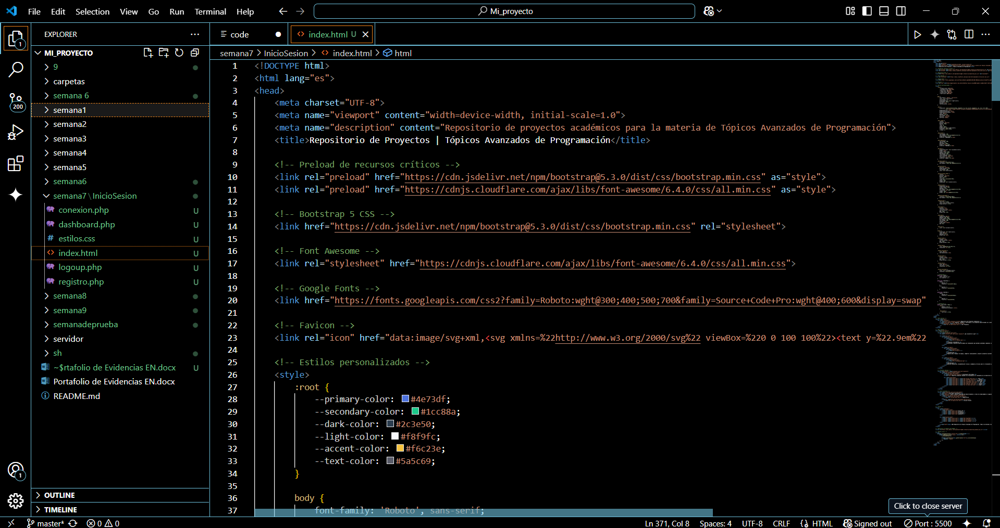 File Edit Selection View Go Run Terminal Help
Mi_proyecto
EXPLORER
MI_PROYECTO
9
carpetas
semana 6
semana1
semana2
semana3
semana4
semana5
semana6
semana7\InicioSesion
conexion.php U
dashboard.php U
estilos.css U
index.html U
logoup.php U
registro.php U
semana8
semana9
semanadeprueba
servidor
sh
~$rtafolio de Evidencias EN.docx U
Portafolio de Evidencias EN.docx
README.md
OUTLINE
TIMELINE
1
200
1
code
index.html U
semana7 > InicioSesion > index.html > html
1 <!DOCTYPE html>
2 <html lang="es">
3 <head>
4 <meta charset="UTF-8">
5 <meta name="viewport" content="width=device-width, initial-scale=1.0">
6 <meta name="description" content="Repositorio de proyectos académicos para la materia de Tópicos Avanzados de Programación">
7 <title>Repositorio de Proyectos | Tópicos Avanzados de Programación</title>
8
9 <!-- Preload de recursos críticos -->
10 <link rel="preload" href="https://cdn.jsdelivr.net/npm/bootstrap@5.3.0/dist/css/bootstrap.min.css" as="style">
11 <link rel="preload" href="https://cdnjs.cloudflare.com/ajax/libs/font-awesome/6.4.0/css/all.min.css" as="style">
12
13 <!-- Bootstrap 5 CSS -->
14 <link href="https://cdn.jsdelivr.net/npm/bootstrap@5.3.0/dist/css/bootstrap.min.css" rel="stylesheet">
15
16 <!-- Font Awesome -->
17 <link rel="stylesheet" href="https://cdnjs.cloudflare.com/ajax/libs/font-awesome/6.4.0/css/all.min.css">
18
19 <!-- Google Fonts -->
20 <link href="https://fonts.googleapis.com/css2?family=Roboto:wght@300;400;500;700&family=Source+Code+Pro:wght@400;600&display=swap"
21
22 <!-- Favicon -->
23 <link rel="icon" href="data:image/svg+xml,<svg xmlns=%22http://www.w3.org/2000/svg%22 viewBox=%220 0 100 100%22><text y=%22.9em%22
24
25 <!-- Estilos personalizados -->
26 <style>
27 :root {
28 --primary-color: #4e73df;
29 --secondary-color: #1cc88a;
30 --dark-color: #2c3e50;
31 --light-color: #f8f9fc;
32 --accent-color: #f6c23e;
33 --text-color: #5a5c69;
34 }
35
36 body {
37 font-family: 'Roboto', sans-serif;
Click to close server
master* 0 0
Ln 371, Col 8 Spaces: 4 UTF-8 CRLF {} HTML Signed out Port : 5500